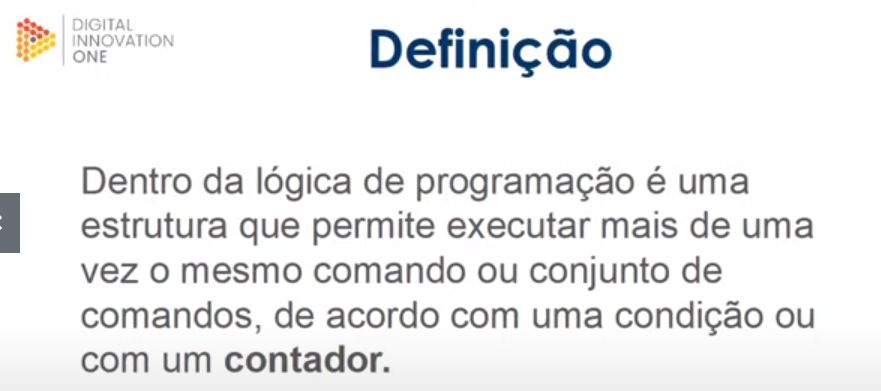 DIGITAL
INNOVATION
ONE
Definição
Dentro da lógica de programação é uma
estrutura que permite executar mais de uma
vez o mesmo comando ou conjunto de
comandos, de acordo com uma condição ou
com um contador.